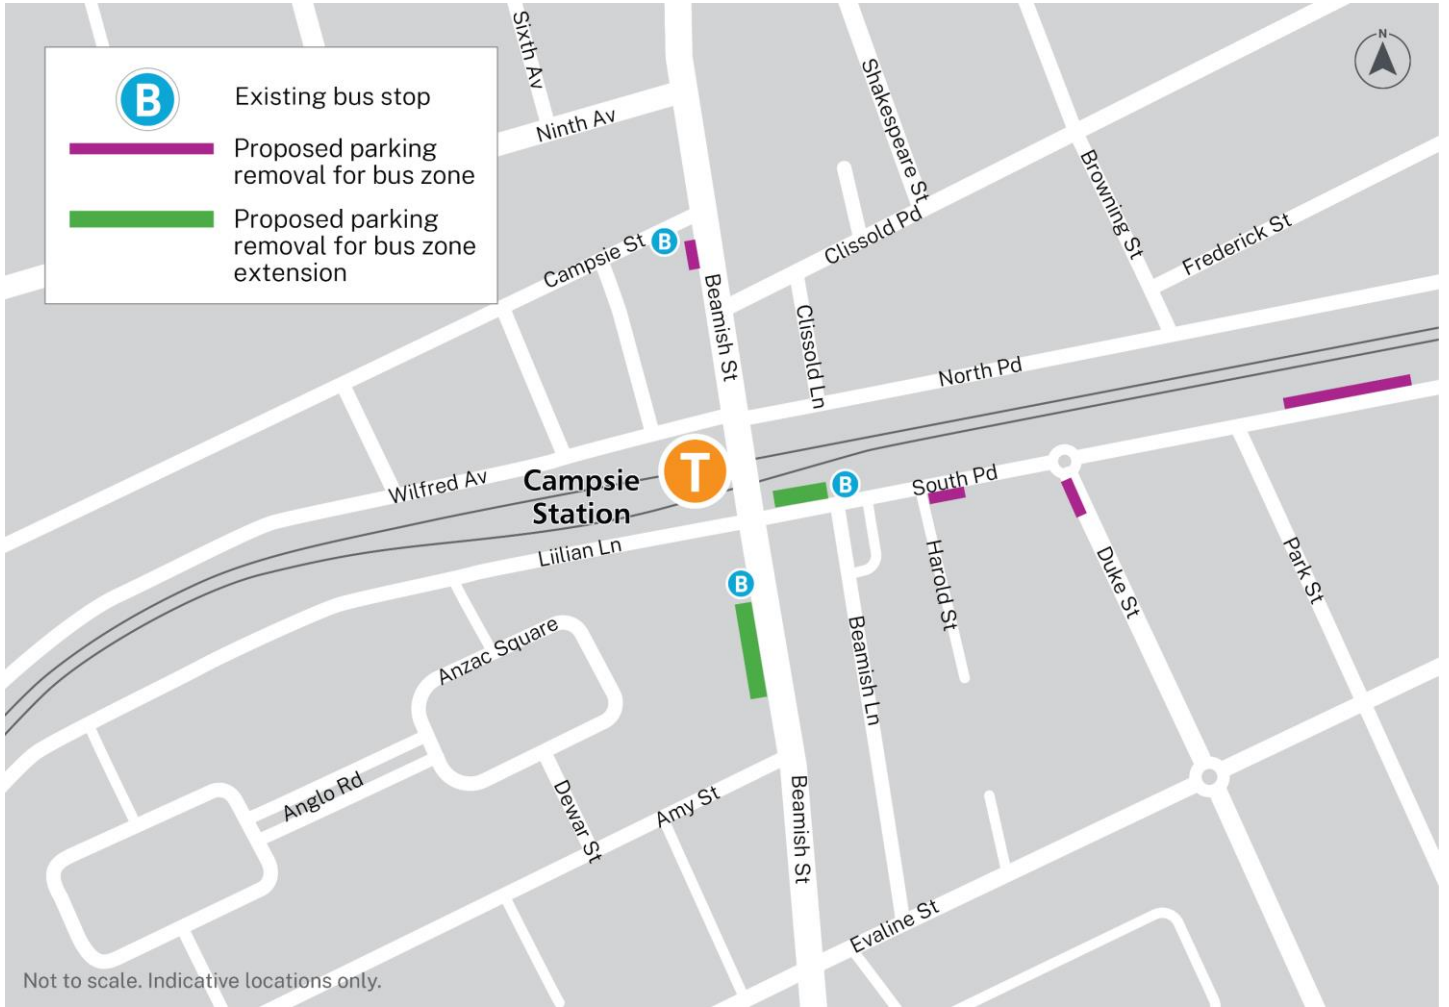 N
B
Existing bus stop
Proposed parking
removal for bus zone
Proposed parking
removal for bus zone
extension
Sixth Av
Ninth Av
Shakespeare St
Browning St
Clissold Pd
Frederick St
Campsie St
B
Beamish St
Clissold Ln
North Pd
Wilfred Av
Campsie
Station
T
B
South Pd
Liilian Ln
B
Harold St
Duke St
Park St
Anzac Square
Beamish Ln
Anglo Rd
Dewar St
Amy St
Beamish St
Evaline St
Not to scale. Indicative locations only.